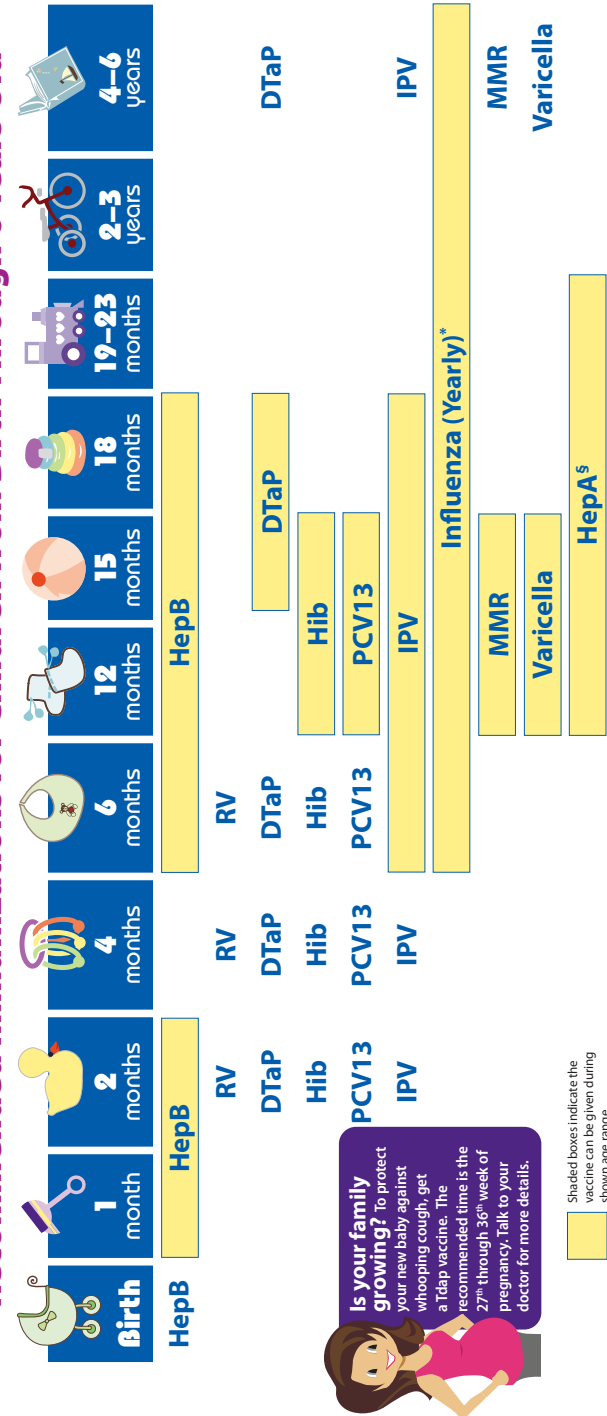 Birth
1
month
2
months
4
months
6
months
12
months
15
months
18
months
19–23
months
2–3
years
4–6
years
HepB
HepB
HepB
RV
RV
RV
DTaP
DTaP
DTaP
DTaP
DTaP
Hib
Hib
Hib
Hib
PCV13
PCV13
PCV13
PCV13
IPV
IPV
IPV
IPV
Influenza (Yearly)*
MMR
MMR
Varicella
Varicella
HepA§
Is your family
growing? To protect
your new baby against
whooping cough, get
a Tdap vaccine. The
recommended time is the
27th through 36th week of
pregnancy. Talk to your
doctor for more details.
Shaded boxes indicate the
vaccine can be given during
shown age range.